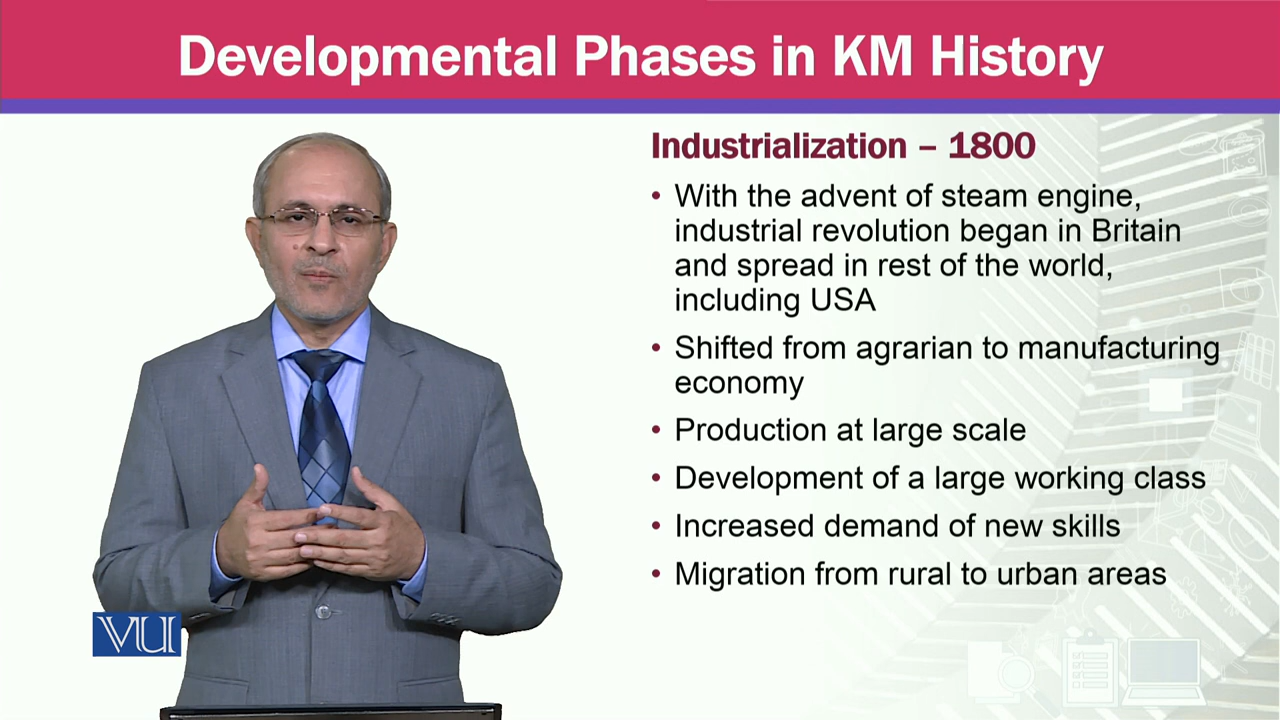 Developmental Phases in KM History
Industrialization – 1800
• With the advent of steam engine,
industrial revolution began in Britain
and spread in rest of the world,
including USA
• Shifted from agrarian to manufacturing
economy
• Production at large scale
• Development of a large working class
• Increased demand of new skills
• Migration from rural to urban areas
VU